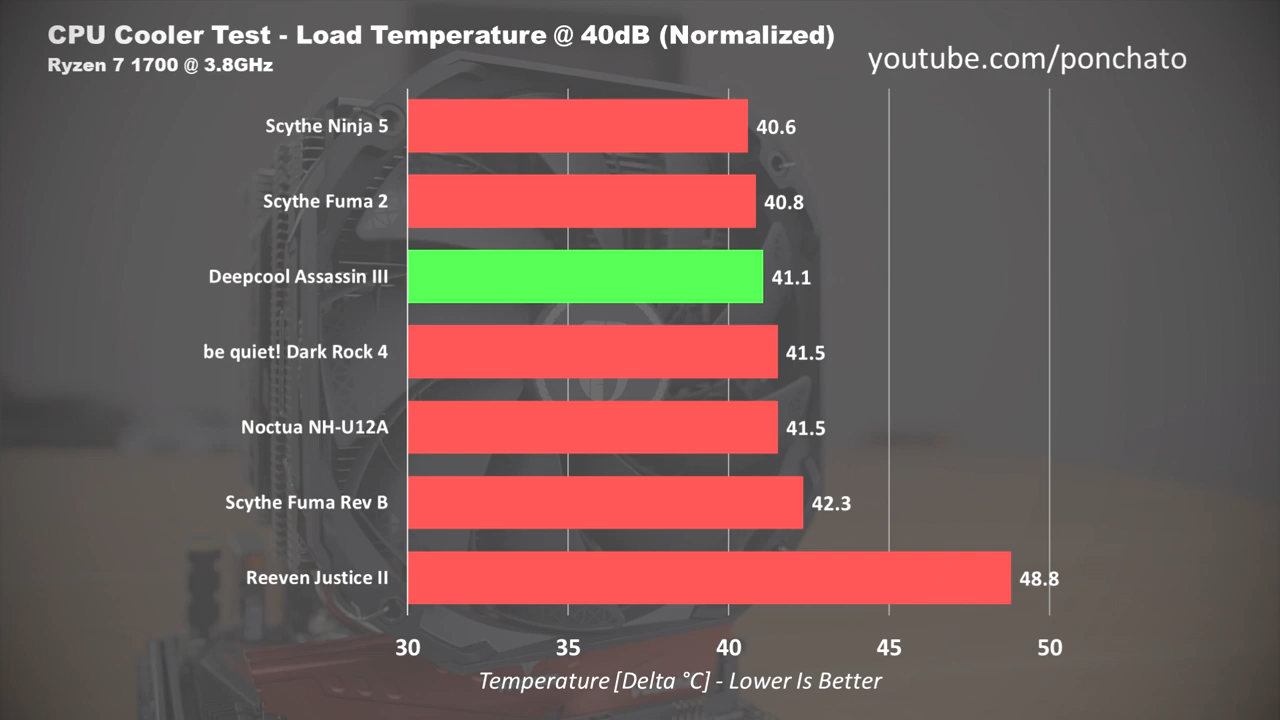 CPU Cooler Test - Load Temperature @ 40dB (Normalized)
Ryzen 7 1700 @ 3.8GHz
youtube.com/ponchato
Scythe Ninja 5 40.6
Scythe Fuma 2 40.8
Deepcool Assassin III 41.1
be quiet! Dark Rock 4 41.5
Noctua NH-U12A 41.5
Scythe Fuma Rev B 42.3
Reeven Justice II 48.8
30 35 40 45 50
Temperature [Delta °C] - Lower Is Better